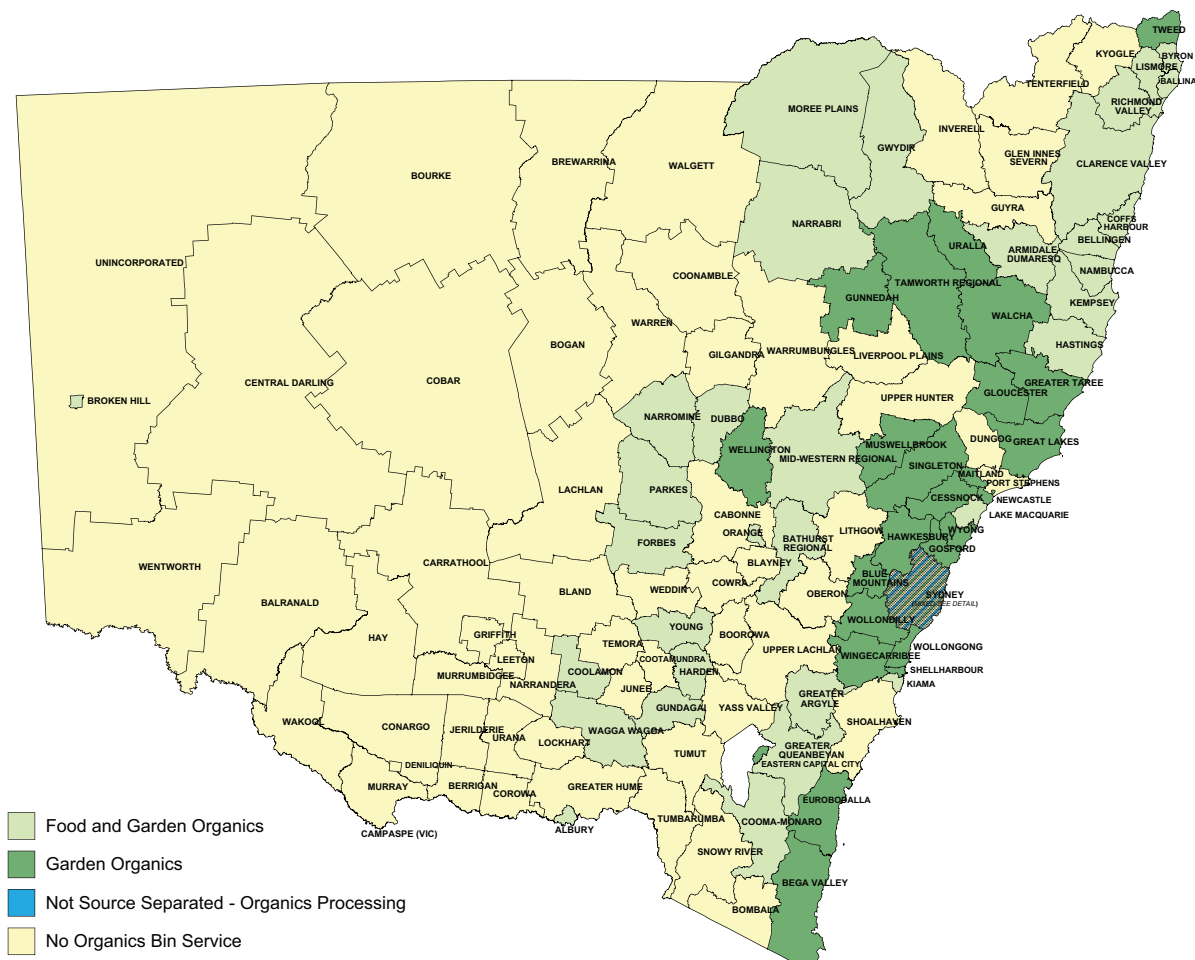 TWEED
KYOGLE
BYRON
LISMORE
TENTERFIELD
BALLINA
RICHMOND
VALLEY
MOREE PLAINS
INVERELL
GWYDIR
GLEN INNES
SEVERN
CLARENCE VALLEY
BREWARRINA
WALGETT
BOURKE
GUYRA
NARRABRI
COFFS
HARBOUR
BELLINGEN
URALLA
ARMIDALE
DUMARESQ
UNINCORPORATED
NAMBUCCA
COONAMBLE
TAMWORTH REGIONAL
GUNNEDAH
KEMPSEY
WALCHA
WARREN
BOGAN
HASTINGS
GILGANDRA
WARRUMBUNGLES
LIVERPOOL PLAINS
CENTRAL DARLING
COBAR
GREATER TAREE
GLOUCESTER
UPPER HUNTER
BROKEN HILL
NARROMINE
DUBBO
DUNGOG
GREAT LAKES
MUSWELLBROOK
WELLINGTON
MID-WESTERN REGIONAL
SINGLETON
MAITLAND
PORT STEPHENS
LACHLAN
PARKES
CESSNOCK
NEWCASTLE
CABONNE
LAKE MACQUARIE
ORANGE
LITHGOW
WYONG
HAWKESBURY
FORBES
BATHURST
REGIONAL
GOSFORD
WENTWORTH
CARRATHOOL
BLAYNEY
BLUE
MOUNTAINS
COWRA
WEDDIN
BLAND
OBERON
SYDNEY
BALRANALD
WOLLONDILLY
YOUNG
HAY
GRIFFITH
BOOROWA
TEMORA
UPPER LACHLAN
WOLLONGONG
LEETON
COOTAMUNDRA
WINGECARRIBEE
MURRUMBIDGEE
COOLAMON
HARDEN
SHELLHARBOUR
NARRANDERA
JUNEE
KIAMA
GREATER
ARGYLE
GUNDAGAI
YASS VALLEY
WAKOOL
CONARGO
JERILDERIE
SHOALHAVEN
URANA
WAGGA WAGGA
LOCKHART
GREATER
QUEANBEYAN
TUMUT
EASTERN CAPITAL CITY
DENILIQUIN
MURRAY
BERRIGAN
COROWA
GREATER HUME
EUROBODALLA
TUMBARUMBA
COOMA-MONARO
ALBURY
CAMPASPE (VIC)
SNOWY RIVER
BEGA VALLEY
BOMBALA
Food and Garden Organics
Garden Organics
Not Source Separated - Organics Processing
No Organics Bin Service